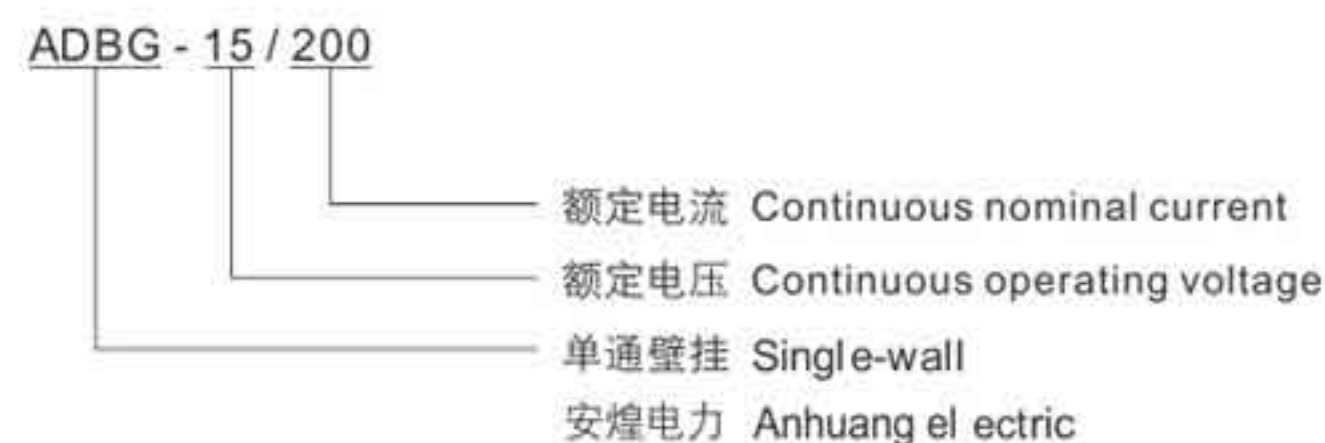 ADBG - 15 / 200
额定电流 Continuous nominal current
额定电压 Continuous operating voltage
单通壁挂 Single-wall
安煌电力 Anhuang el ectric